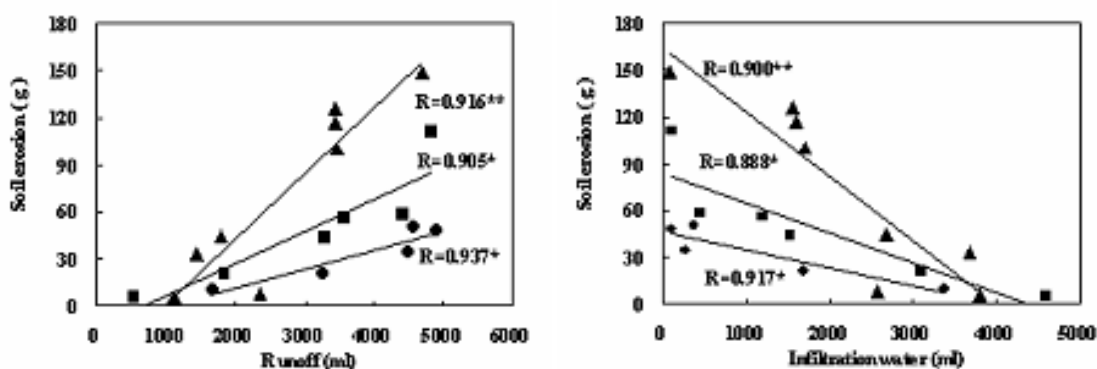 180
150
120
90
60
30
0
Soil erosion ( g )
R=0.916**
R=0.905*
R=0.937*
0 1000 2000 3000 4000 5000 6000
Runoff (ml)
180
150
120
90
60
30
0
Soil erosion ( g )
R=0.900**
R=0.888*
R=0.917*
0 1000 2000 3000 4000 5000
Infiltration water (ml)